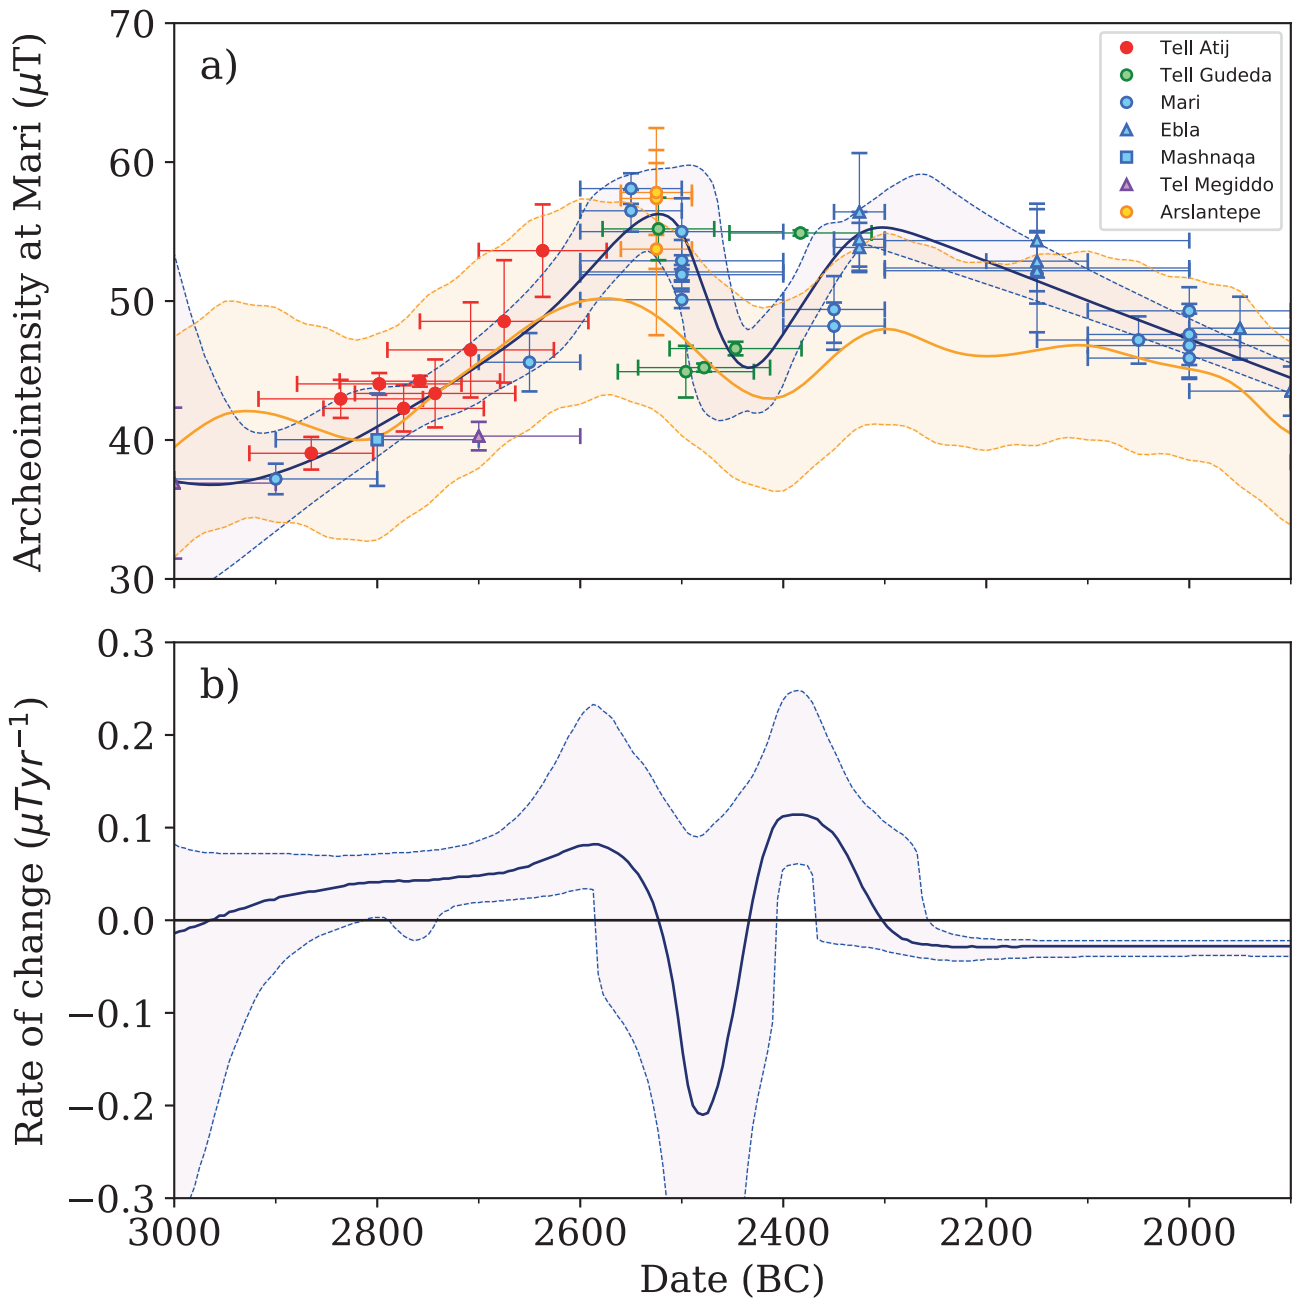 Archeointensity at Mari (μT)
70
60
50
40
30
a)
Tell Atij
Tell Gudeda
Mari
Ebla
Mashnaqa
Tel Megiddo
Arslantepe
Rate of change (μTyr⁻¹)
0.3
0.2
0.1
0.0
−0.1
−0.2
−0.3
b)
3000 2800 2600 2400 2200 2000
Date (BC)